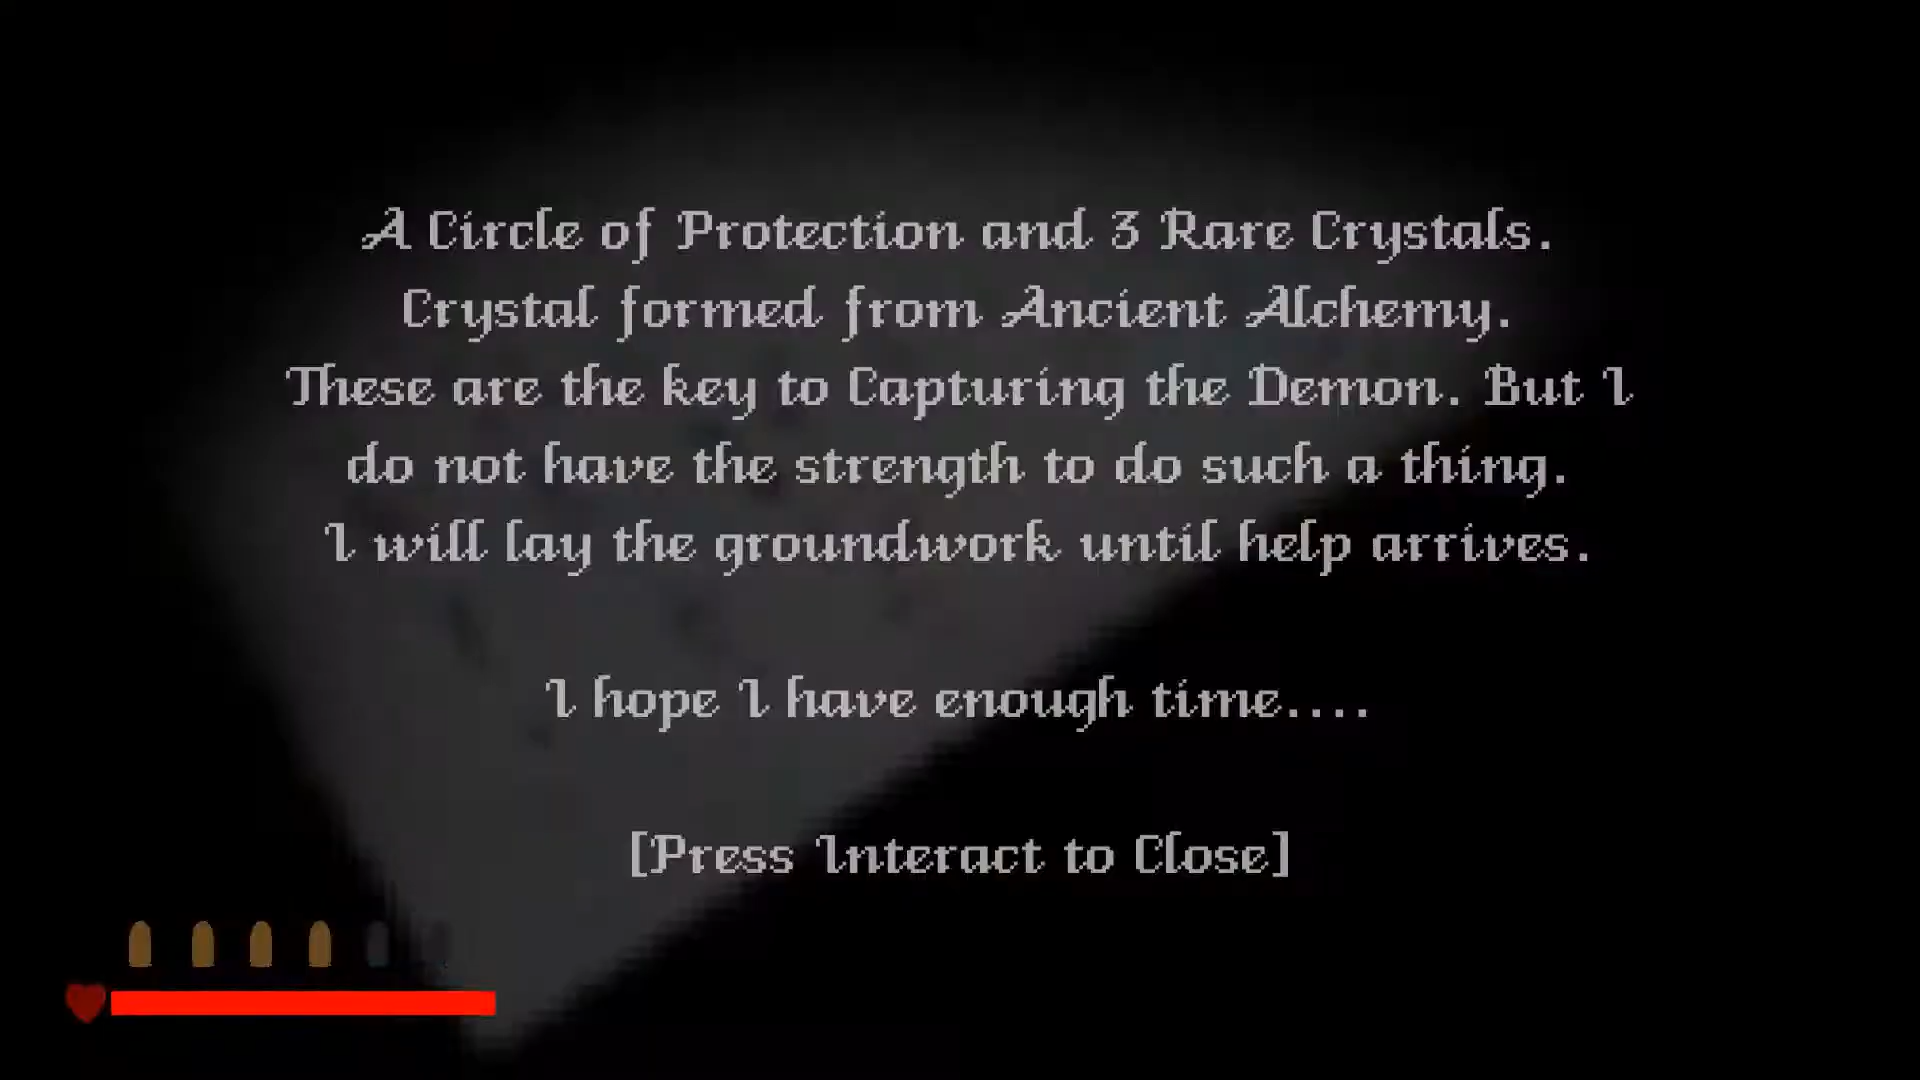 A Circle of Protection and 3 Rare Crystals.
Crystal formed from Ancient Alchemy.
These are the key to Capturing the Demon. But I
do not have the strength to do such a thing.
I will lay the groundwork until help arrives.
I hope I have enough time....
[Press Interact to Close]